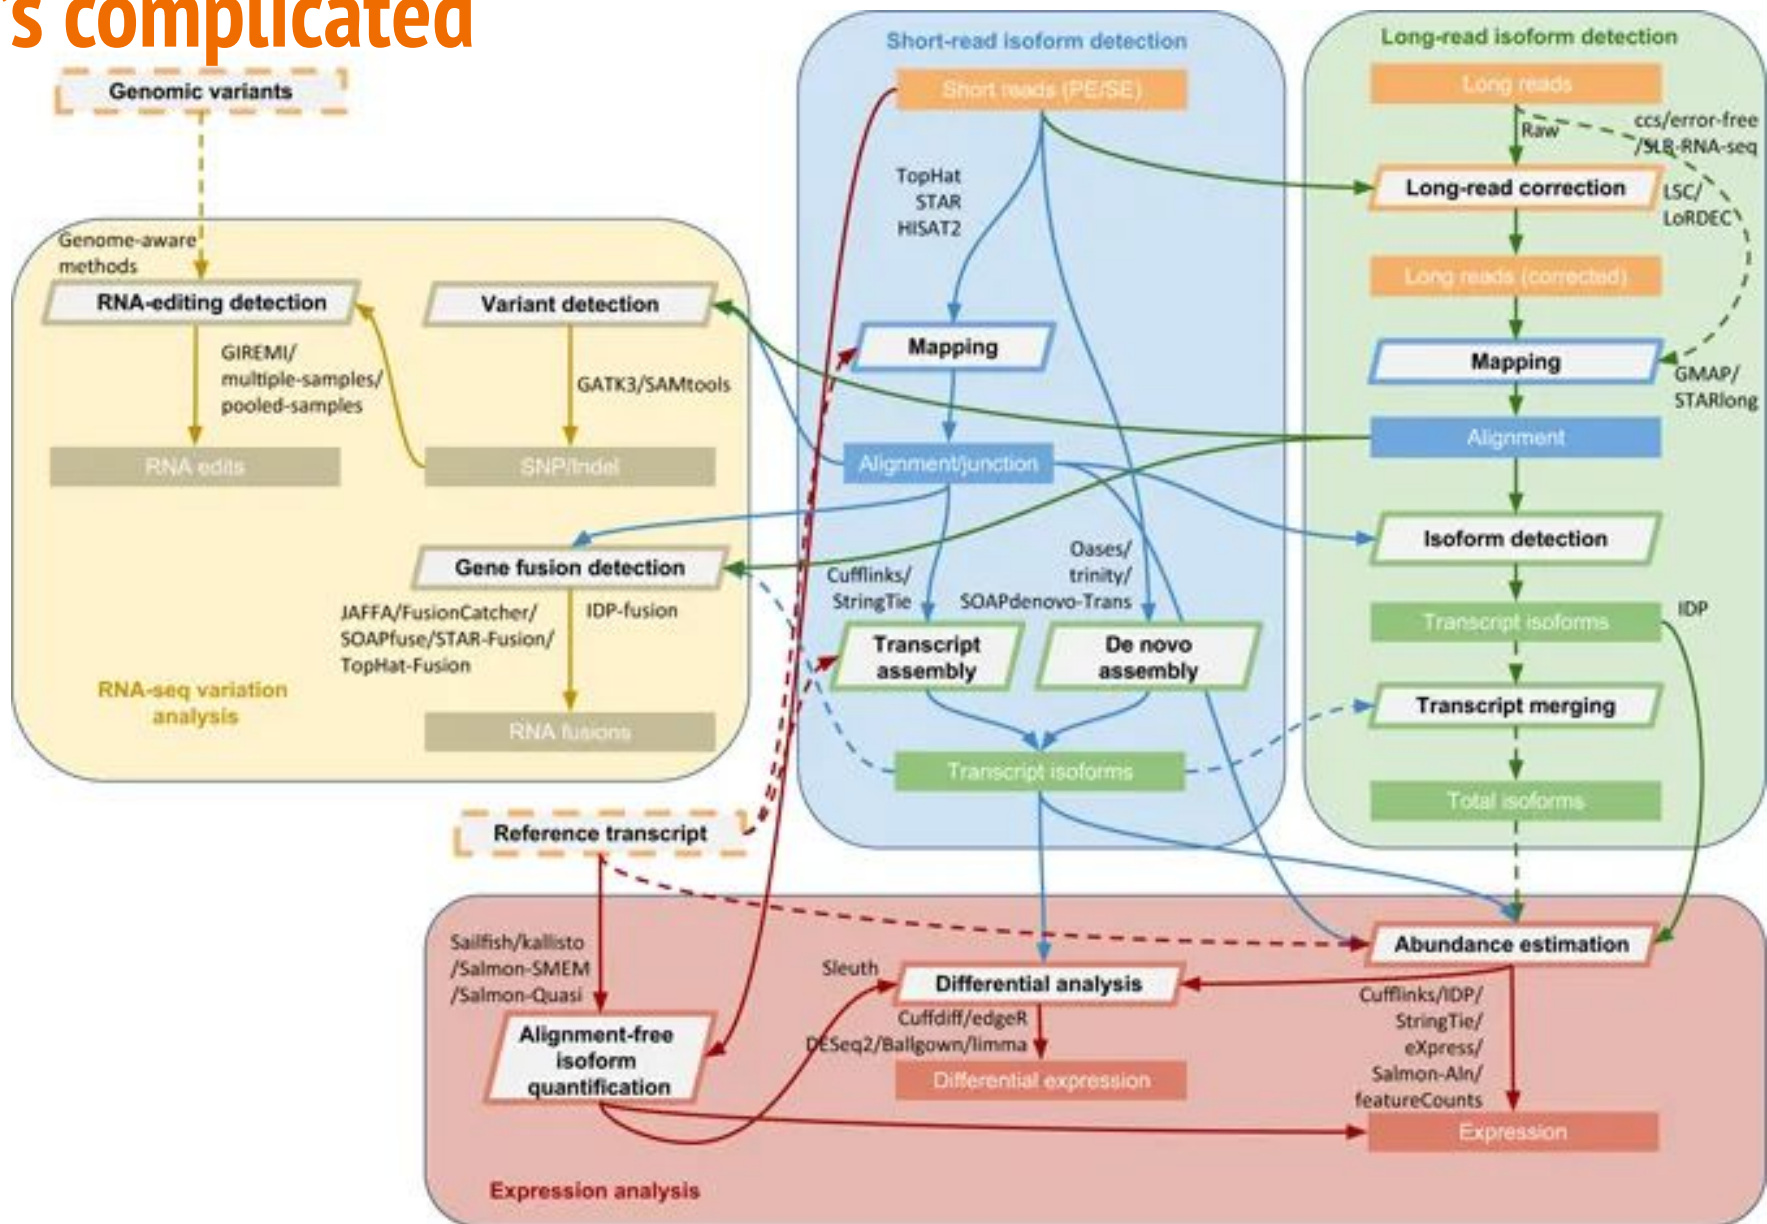 's complicated
Genomic variants
Genome-aware
methods
RNA-editing detection
GIREMI/
multiple-samples/
pooled-samples
RNA edits
Variant detection
GATK3/SAMtools
SNP/Indel
Gene fusion detection
JAFFA/FusionCatcher/
SOAPfuse/STAR-Fusion/
TopHat-Fusion
IDP-fusion
RNA fusions
RNA-seq variation
analysis
Short-read isoform detection
Short reads (PE/SE)
TopHat
STAR
HISAT2
Mapping
Alignment/junction
Cufflinks/
StringTie
Oases/
trinity/
SOAPdenovo-Trans
Transcript
assembly
De novo
assembly
Transcript isoforms
Long-read isoform detection
Long reads
Raw
ccs/error-free
/SLR-RNA-seq
Long-read correction
LSC/
LoRDEC
Long reads (corrected)
Mapping
GMAP/
STARlong
Alignment
Isoform detection
Transcript isoforms
IDP
Transcript merging
Total isoforms
Reference transcript
Sailfish/kallisto
/Salmon-SMEM
/Salmon-Quasi
Alignment-free
isoform
quantification
Sleuth
Differential analysis
Cuffdiff/edgeR
DESeq2/Ballgown/limma
Differential expression
Abundance estimation
Cufflinks/IDP/
StringTie/
eXpress/
Salmon-Aln/
featureCounts
Expression
Expression analysis